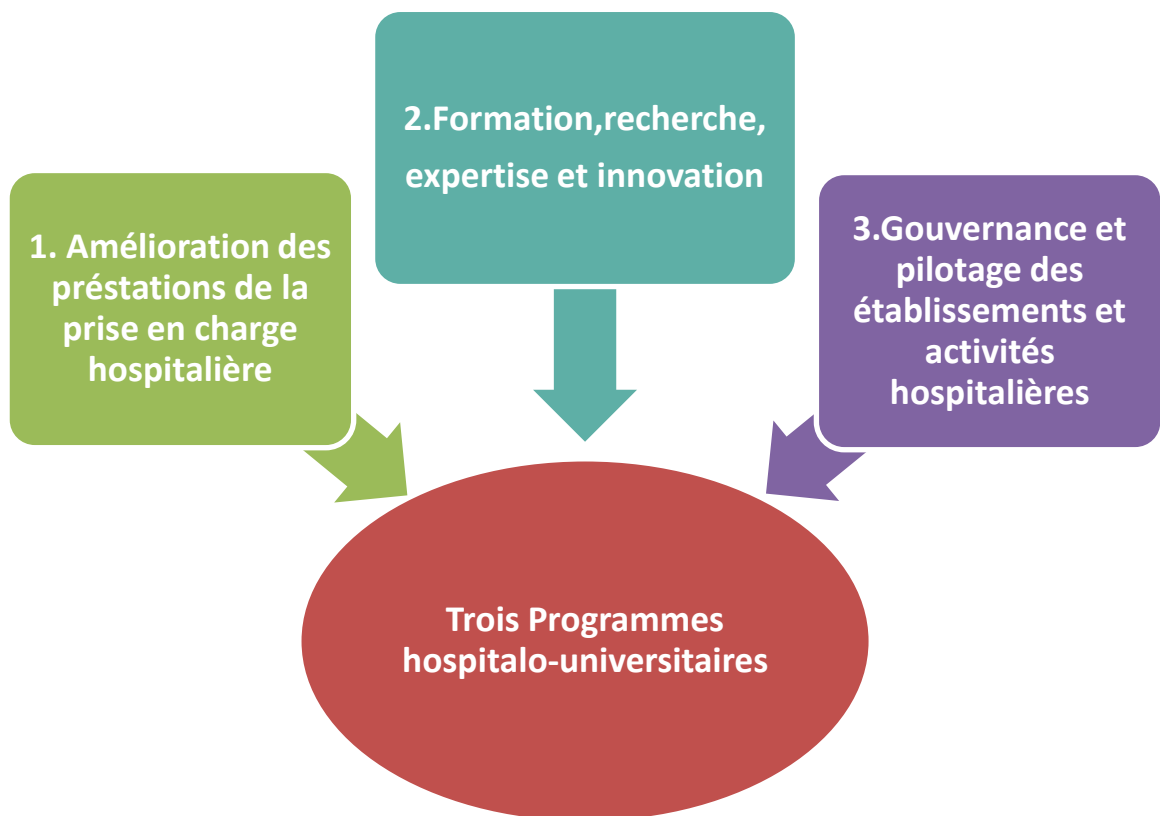 1. Amélioration des
préstations de la
prise en charge
hospitalière
2.Formation,recherche,
expertise et innovation
3.Gouvernance et
pilotage des
établissements et
activités
hospitalières
Trois Programmes
hospitalo-universitaires